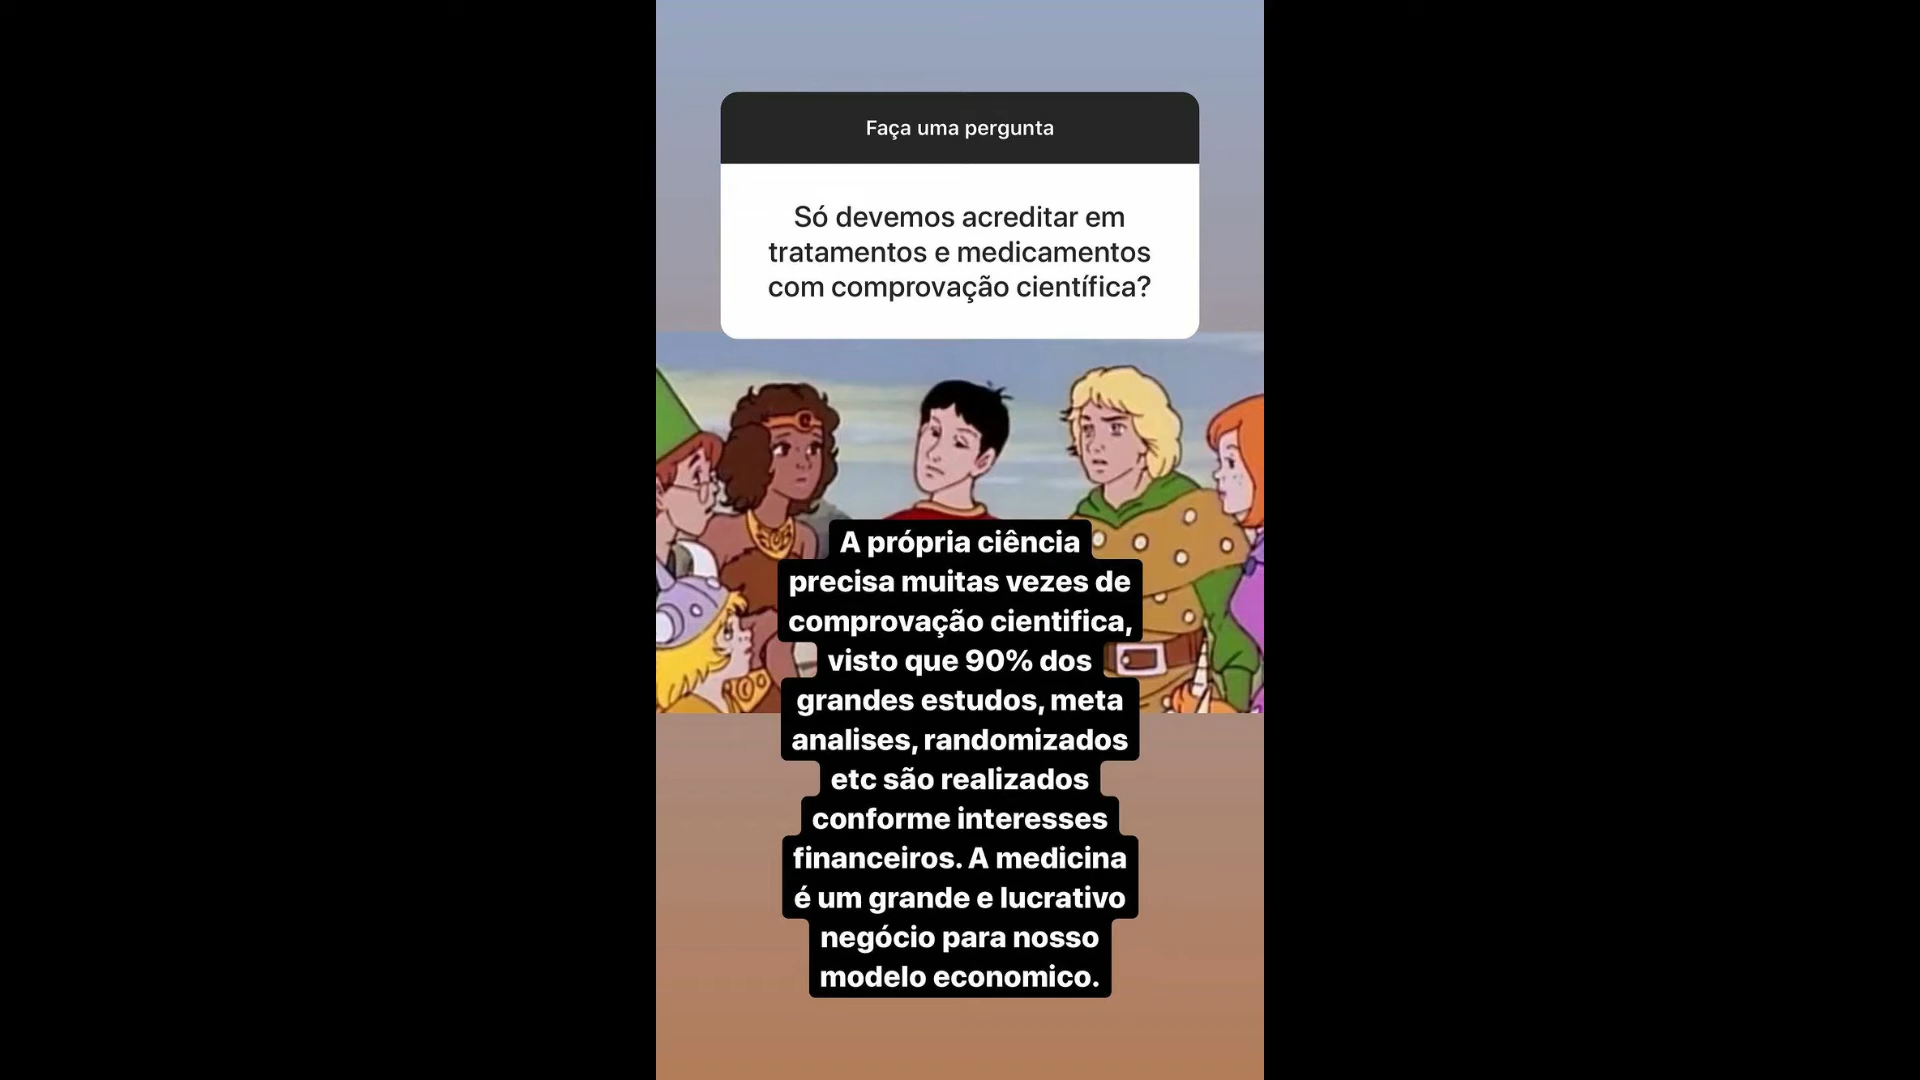 Faça uma pergunta
Só devemos acreditar em
tratamentos e medicamentos
com comprovação científica?
A própria ciência
precisa muitas vezes de
comprovação cientifica,
visto que 90% dos
grandes estudos, meta
analises, randomizados
etc são realizados
conforme interesses
financeiros. A medicina
é um grande e lucrativo
negócio para nosso
modelo economico.